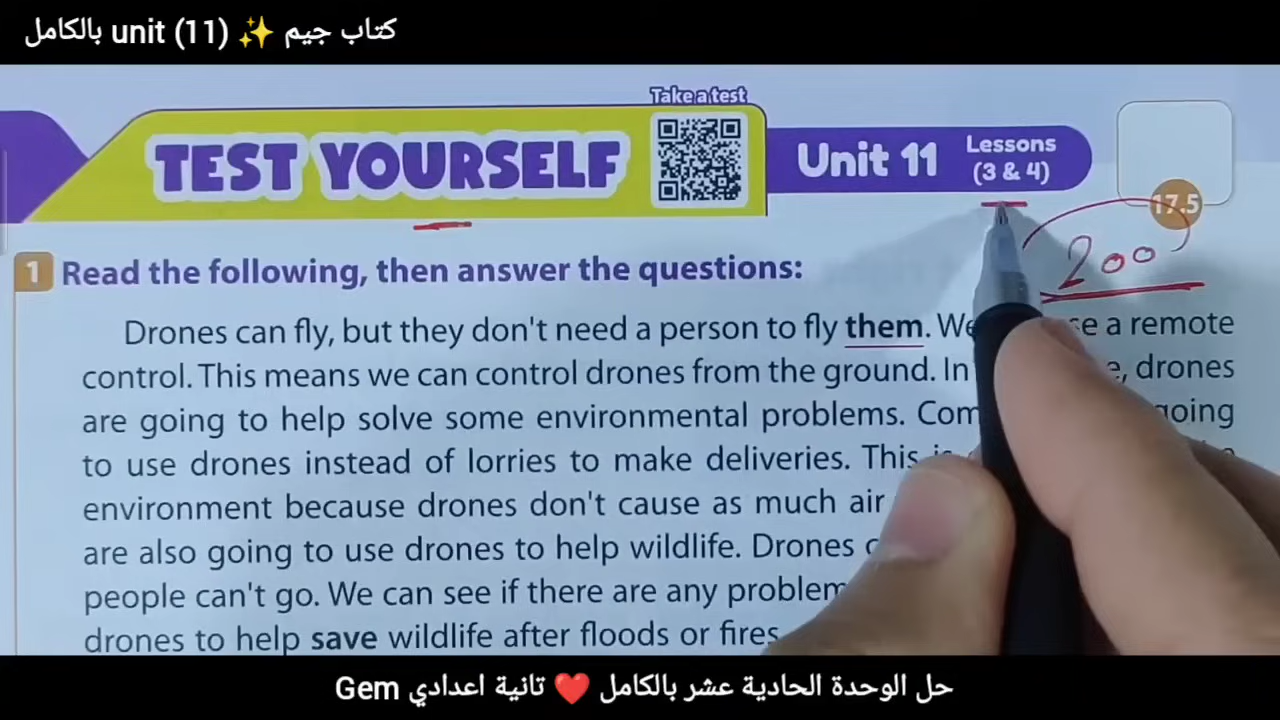 كتاب جيم ✨ unit (11) بالكامل
Take a test
TEST YOURSELF
Unit 11
Lessons
(3 & 4)
17.5
200
1 Read the following, then answer the questions:
Drones can fly, but they don't need a person to fly them. We a remote
control. This means we can control drones from the ground. In drones
are going to help solve some environmental problems. going
to use drones instead of lorries to make deliveries. This is
environment because drones don't cause as much air
are also going to use drones to help wildlife. Drones
people can't go. We can see if there are any
drones to help save wildlife after floods or fires
حل الوحدة الحادية عشر بالكامل ❤️ تانية اعدادي Gem